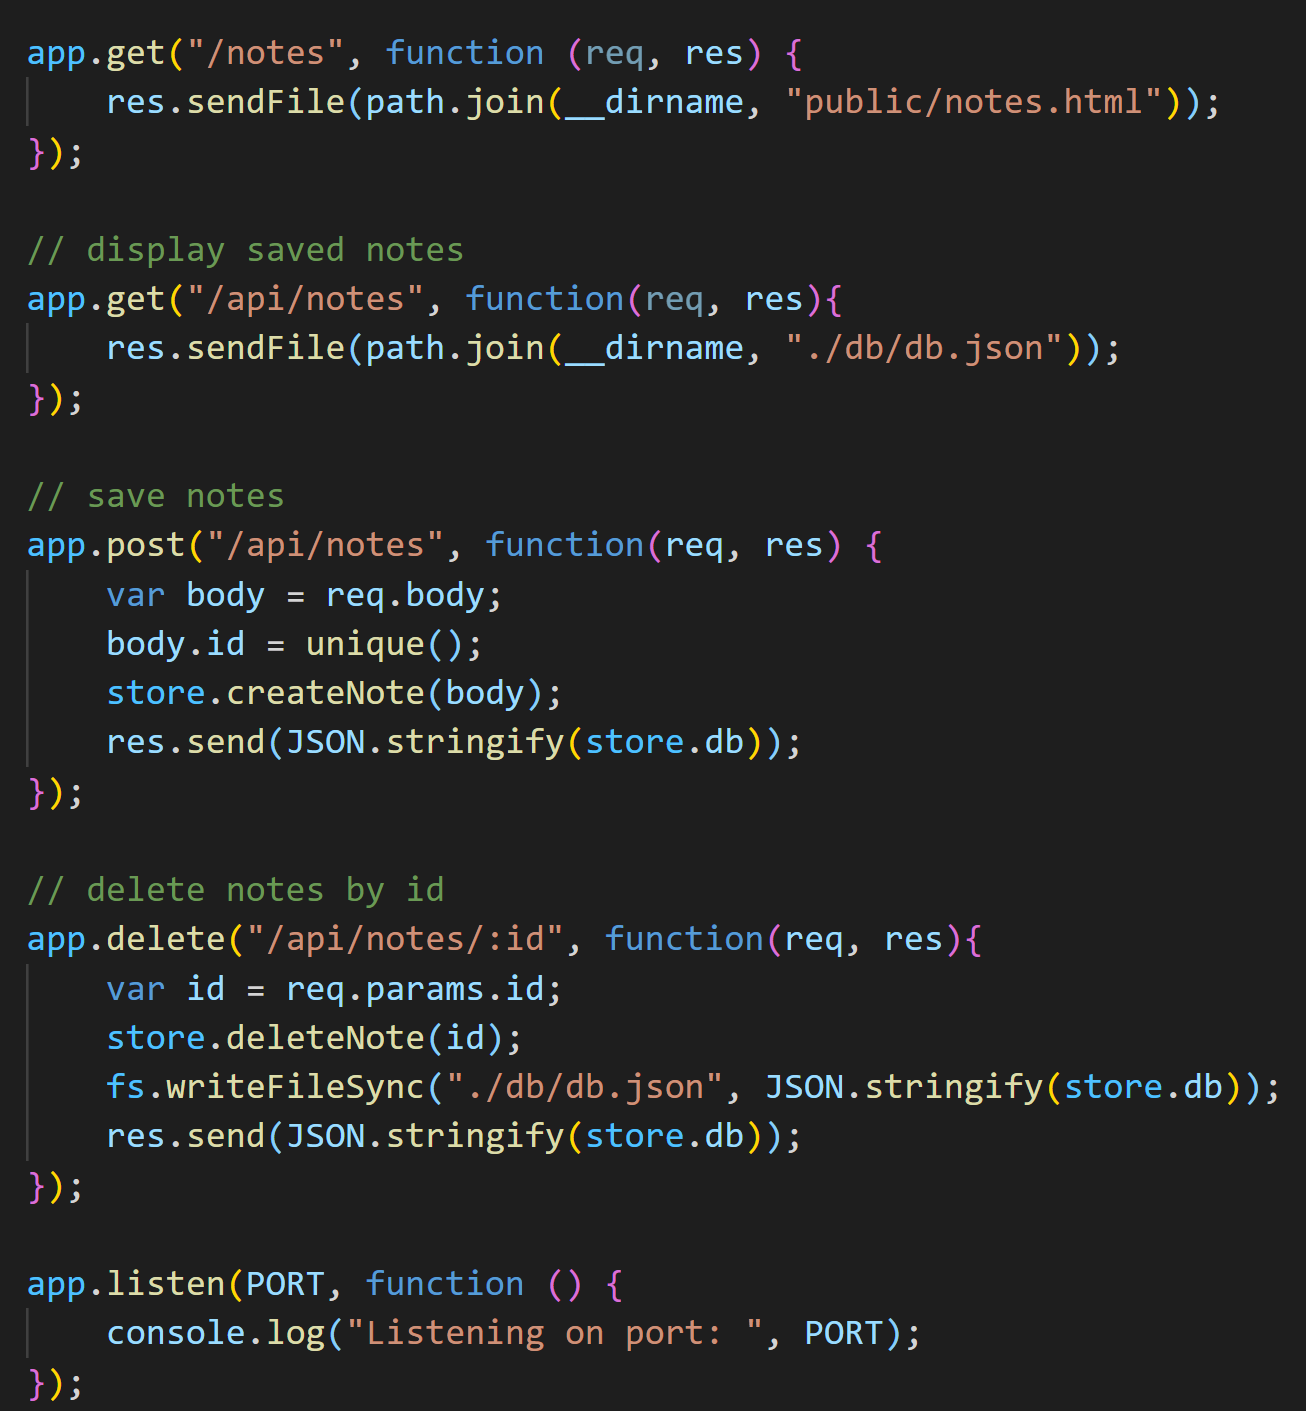 app.get("/notes", function (req, res) {
    res.sendFile(path.join(__dirname, "public/notes.html"));
});

// display saved notes
app.get("/api/notes", function(req, res){
    res.sendFile(path.join(__dirname, "./db/db.json"));
});

// save notes
app.post("/api/notes", function(req, res) {
    var body = req.body;
    body.id = unique();
    store.createNote(body);
    res.send(JSON.stringify(store.db));
});

// delete notes by id
app.delete("/api/notes/:id", function(req, res){
    var id = req.params.id;
    store.deleteNote(id);
    fs.writeFileSync("./db/db.json", JSON.stringify(store.db));
    res.send(JSON.stringify(store.db));
});

app.listen(PORT, function () {
    console.log("Listening on port: ", PORT);
});